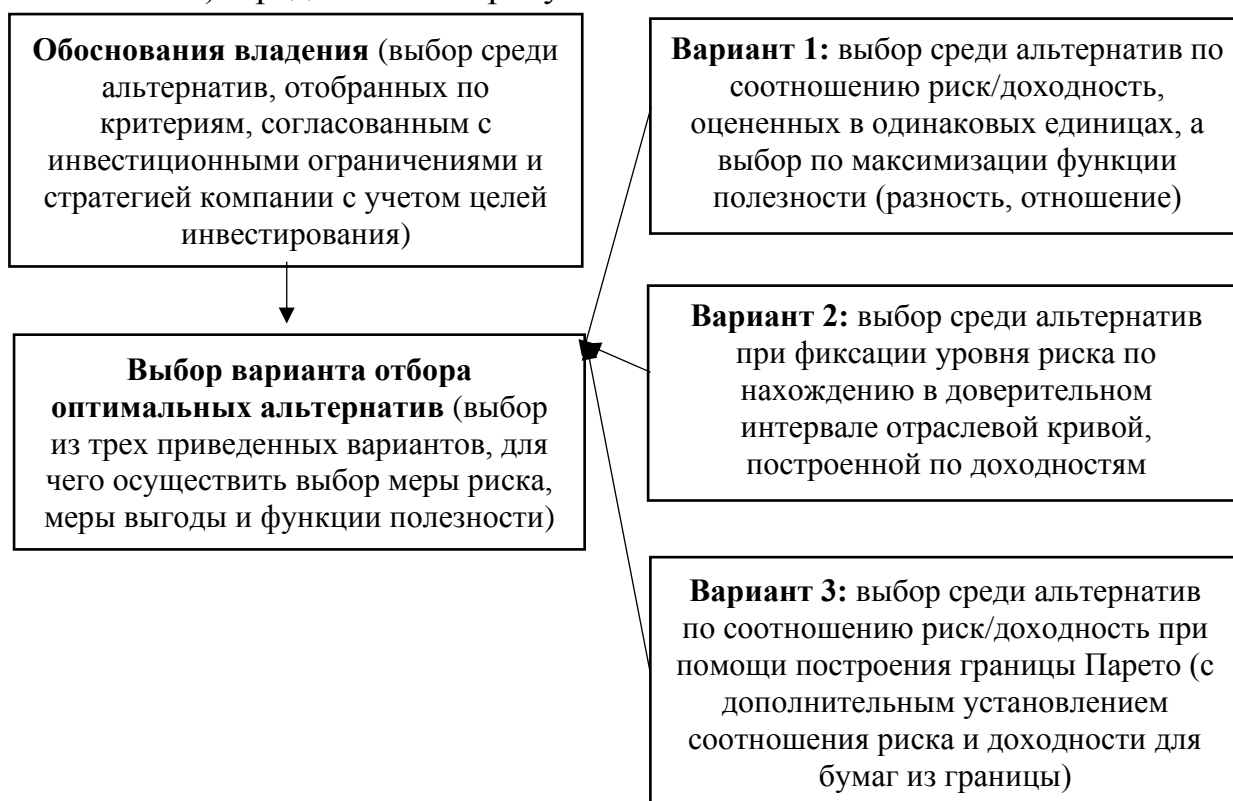 Обоснования владения (выбор среди
альтернатив, отобранных по
критериям, согласованным с
инвестиционными ограничениями и
стратегией компании с учетом целей
инвестирования)
Выбор варианта отбора
оптимальных альтернатив (выбор
из трех приведенных вариантов, для
чего осуществить выбор меры риска,
меры выгоды и функции полезности)
Вариант 1: выбор среди альтернатив по
соотношению риск/доходность,
оцененных в одинаковых единицах, а
выбор по максимизации функции
полезности (разность, отношение)
Вариант 2: выбор среди альтернатив
при фиксации уровня риска по
нахождению в доверительном
интервале отраслевой кривой,
построенной по доходностям
Вариант 3: выбор среди альтернатив
по соотношению риск/доходность при
помощи построения границы Парето (с
дополнительным установлением
соотношения риска и доходности для
бумаг из границы)